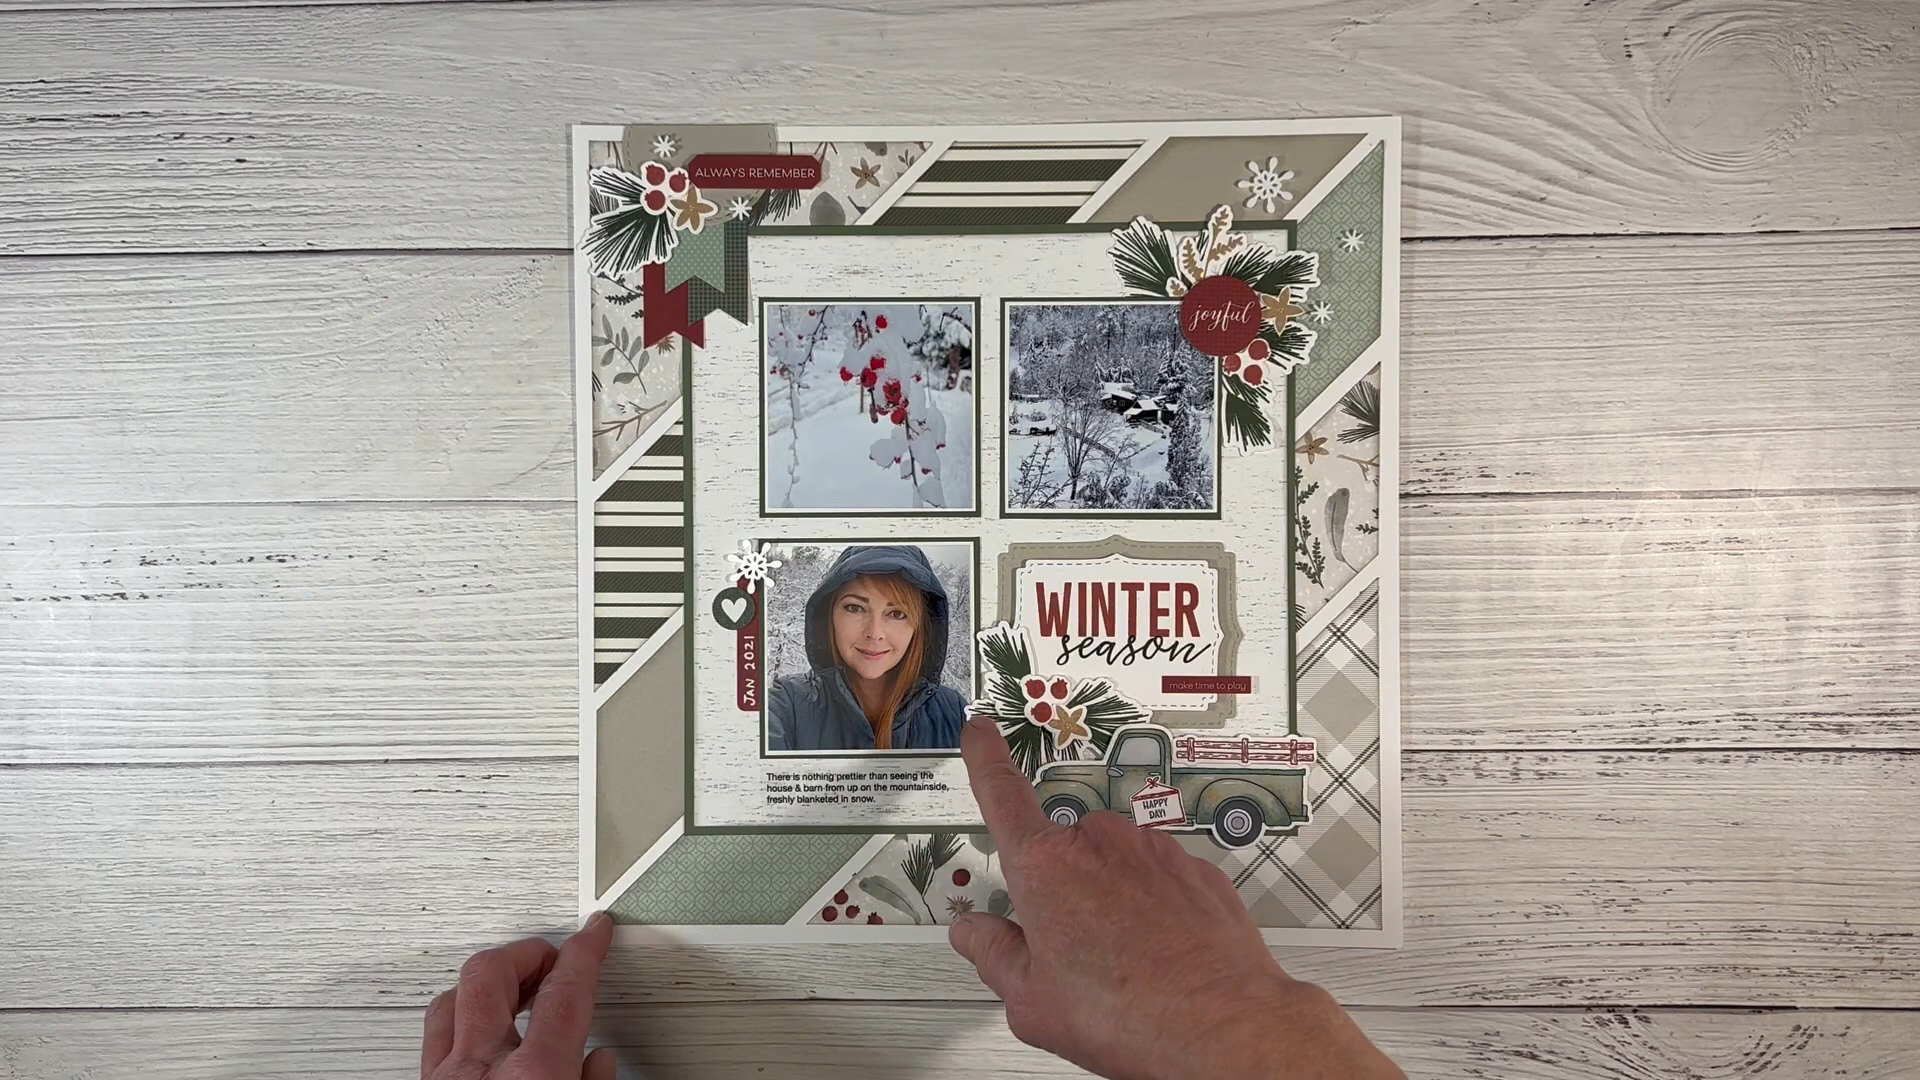 ALWAYS REMEMBER
joyful
JAN 2021
WINTER
season
make time to play
HAPPY
DAY!
There is nothing prettier than seeing the
house & barn from up on the mountainside,
freshly blanketed in snow.